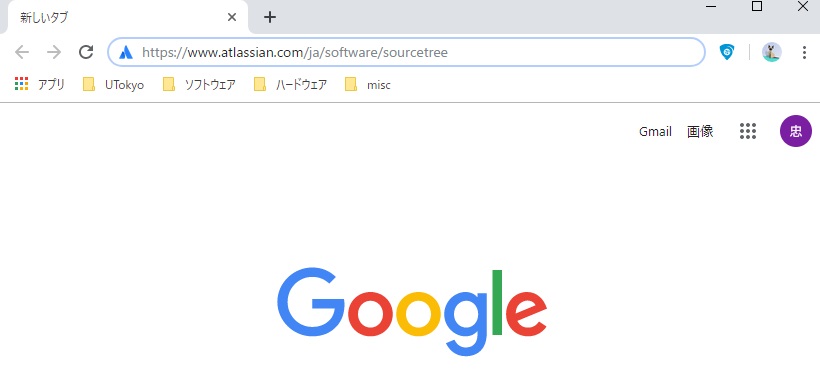 新しいタブ
https://www.atlassian.com/ja/software/sourcetree
アプリ UTokyo ソフトウェア ハードウェア misc
Gmail 画像 忠
Google